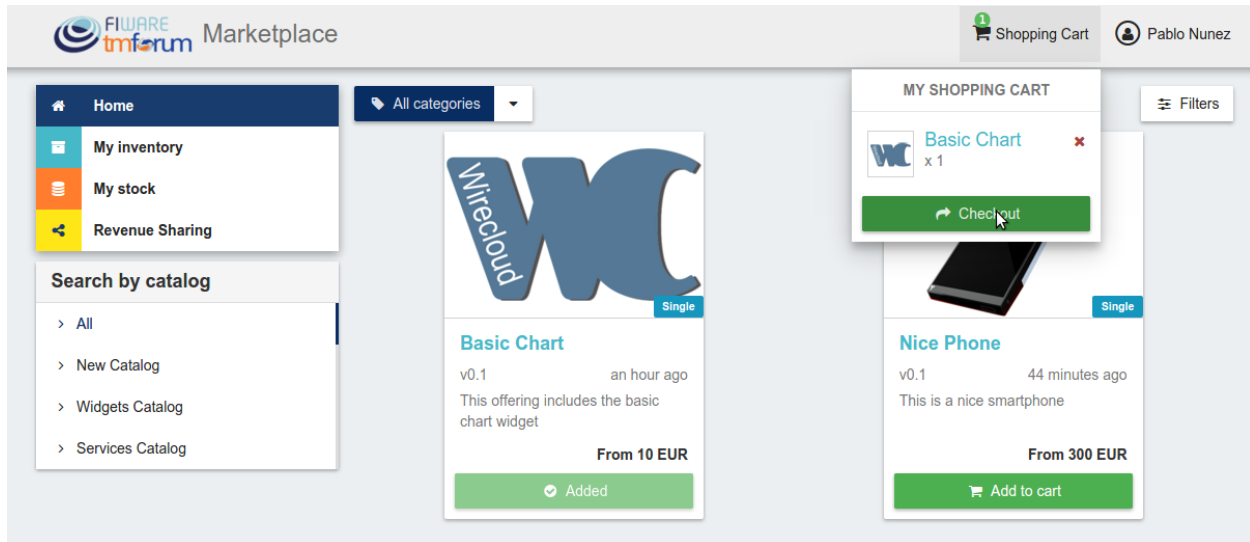 FIWARE
tmforum Marketplace
1
Shopping Cart
Pablo Nunez
Home
My inventory
My stock
Revenue Sharing
Search by catalog
All
New Catalog
Widgets Catalog
Services Catalog
All categories
Filters
MY SHOPPING CART
Basic Chart
x 1
Checkout
Wirecloud
WC
Single
Basic Chart
v0.1 an hour ago
This offering includes the basic
chart widget
From 10 EUR
Added
Single
Nice Phone
v0.1 44 minutes ago
This is a nice smartphone
From 300 EUR
Add to cart